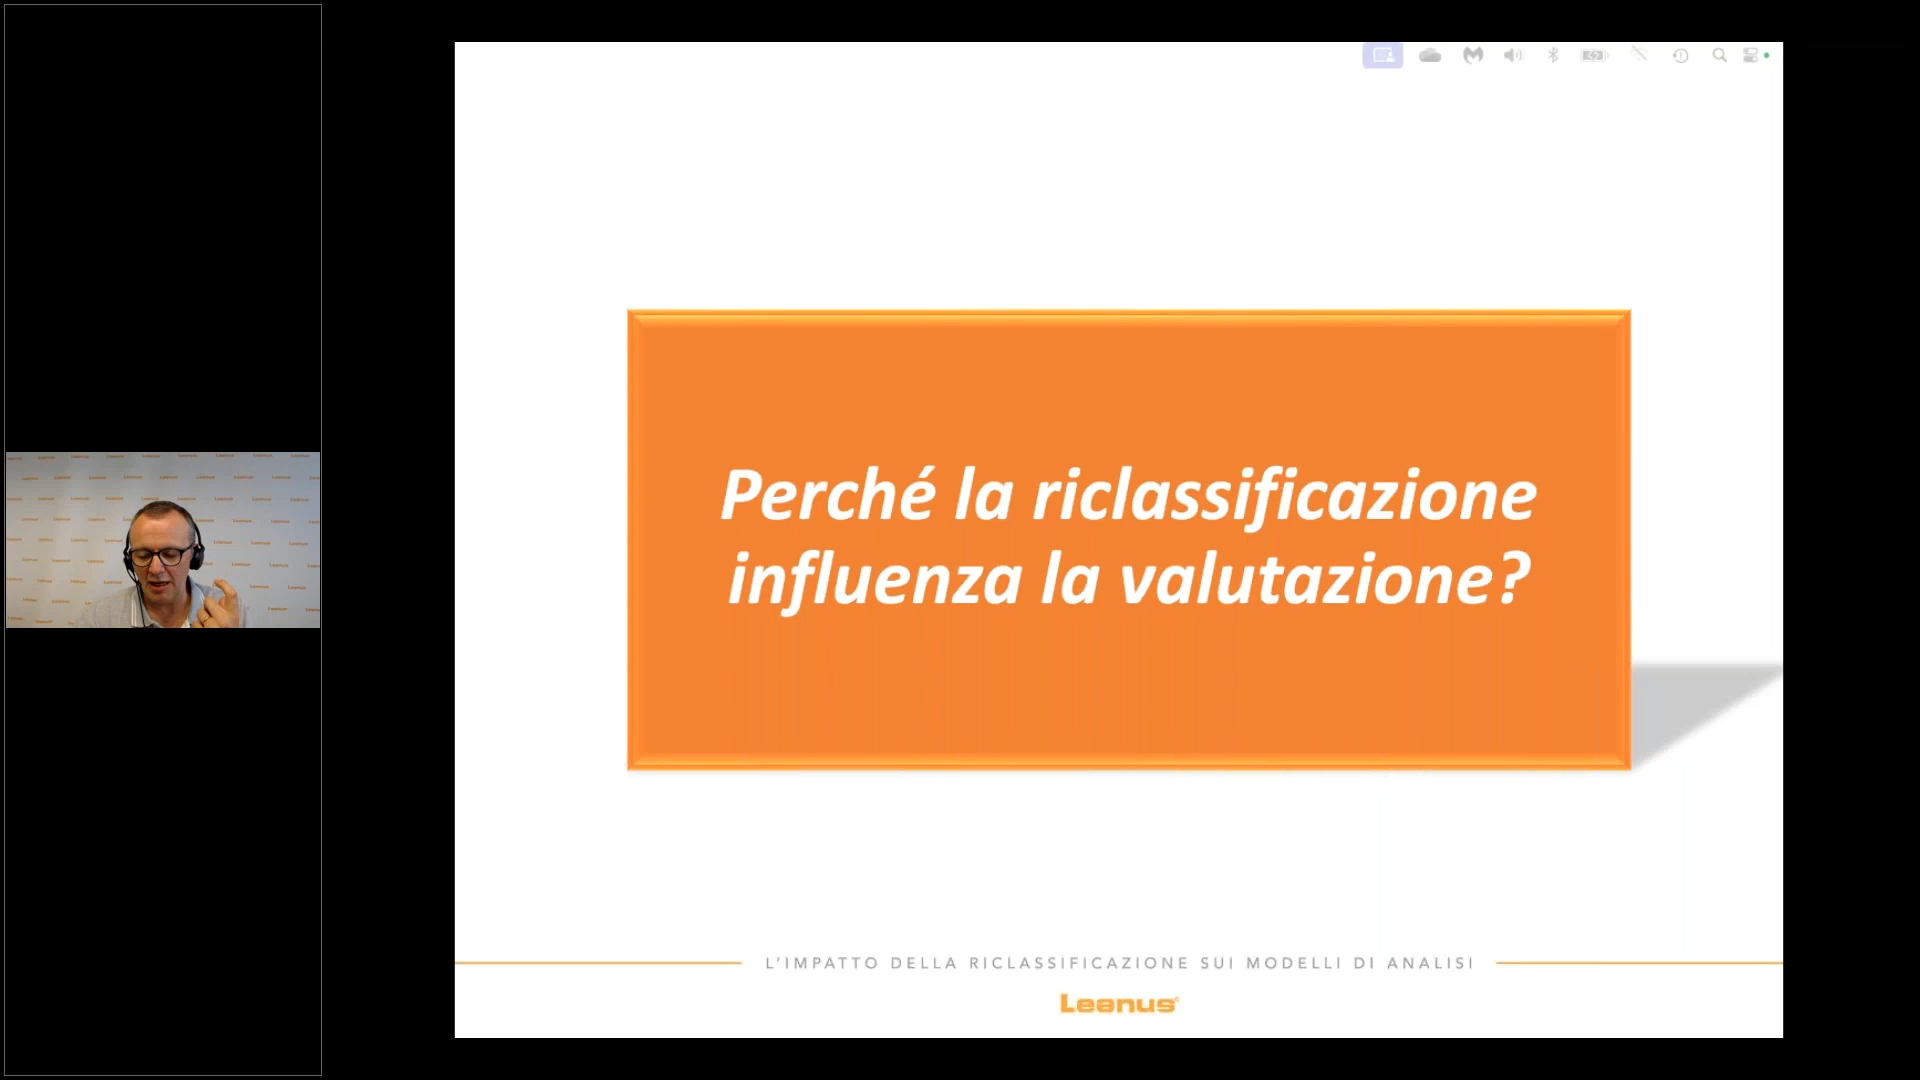 Perché la riclassificazione
influenza la valutazione?
L'IMPATTO DELLA RICLASSIFICAZIONE SUI MODELLI DI ANALISI
Leanus®